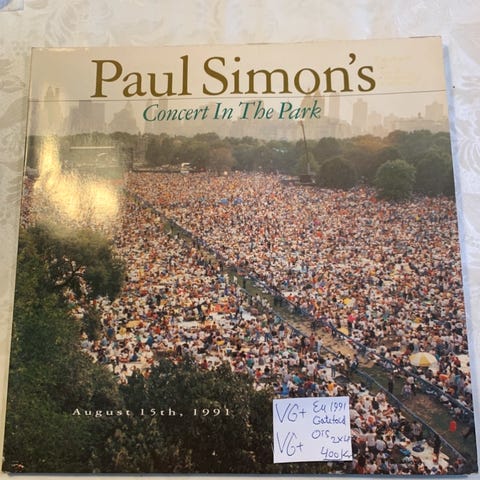 Paul Simon's
Concert In The Park
August 15th, 1991
VG+ EU 1991
Gatefold
VG+ OIS 2xLP
400kr